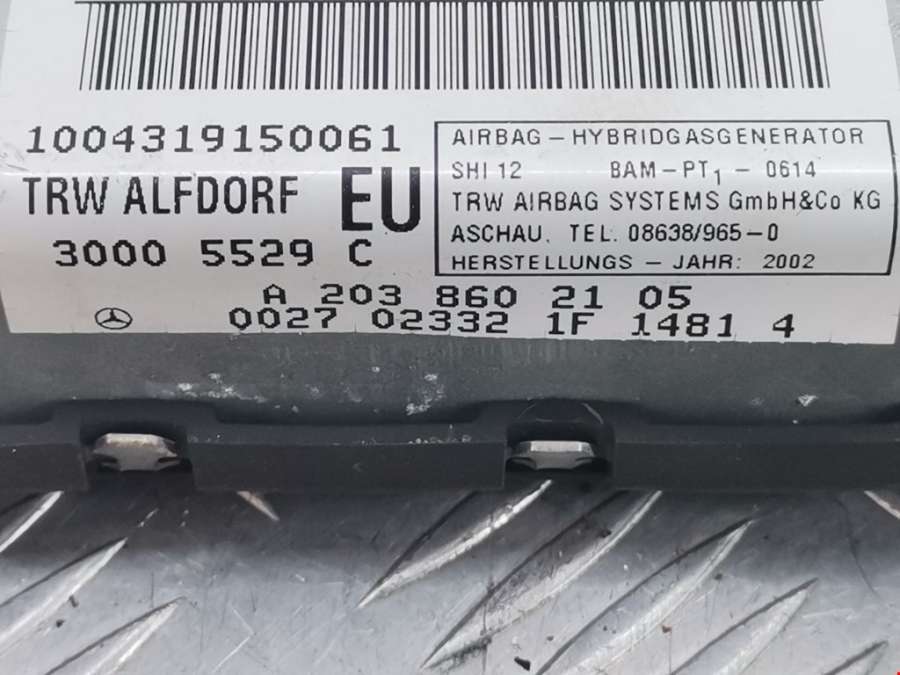 1004319150061
TRW ALFDORF EU
3000 5529 C
AIRBAG – HYBRIDGASGENERATOR
SHI 12 BAM–PT₁ – 0614
TRW AIRBAG SYSTEMS GmbH&Co KG
ASCHAU. TEL. 08638/965–0
HERSTELLUNGS – JAHR: 2002
A 203 860 21 05
0027 02332 1F 1481 4